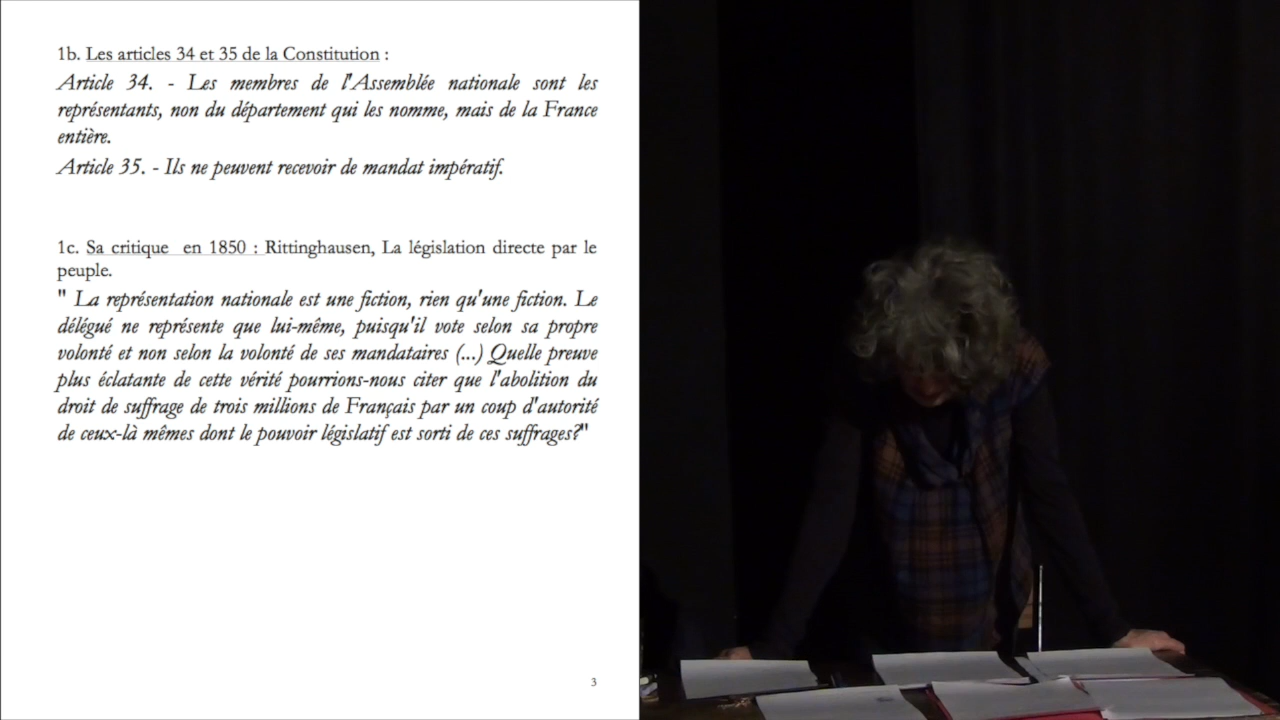 1b. Les articles 34 et 35 de la Constitution :
Article 34. - Les membres de l'Assemblée nationale sont les
représentants, non du département qui les nomme, mais de la France
entière.
Article 35. - Ils ne peuvent recevoir de mandat impératif.
1c. Sa critique en 1850 : Rittinghausen, La législation directe par le
peuple.
" La représentation nationale est une fiction, rien qu'une fiction. Le
délégué ne représente que lui-même, puisqu'il vote selon sa propre
volonté et non selon la volonté de ses mandataires (...) Quelle preuve
plus éclatante de cette vérité pourrions-nous citer que l'abolition du
droit de suffrage de trois millions de Français par un coup d'autorité
de ceux-là mêmes dont le pouvoir législatif est sorti de ces suffrages?"
3